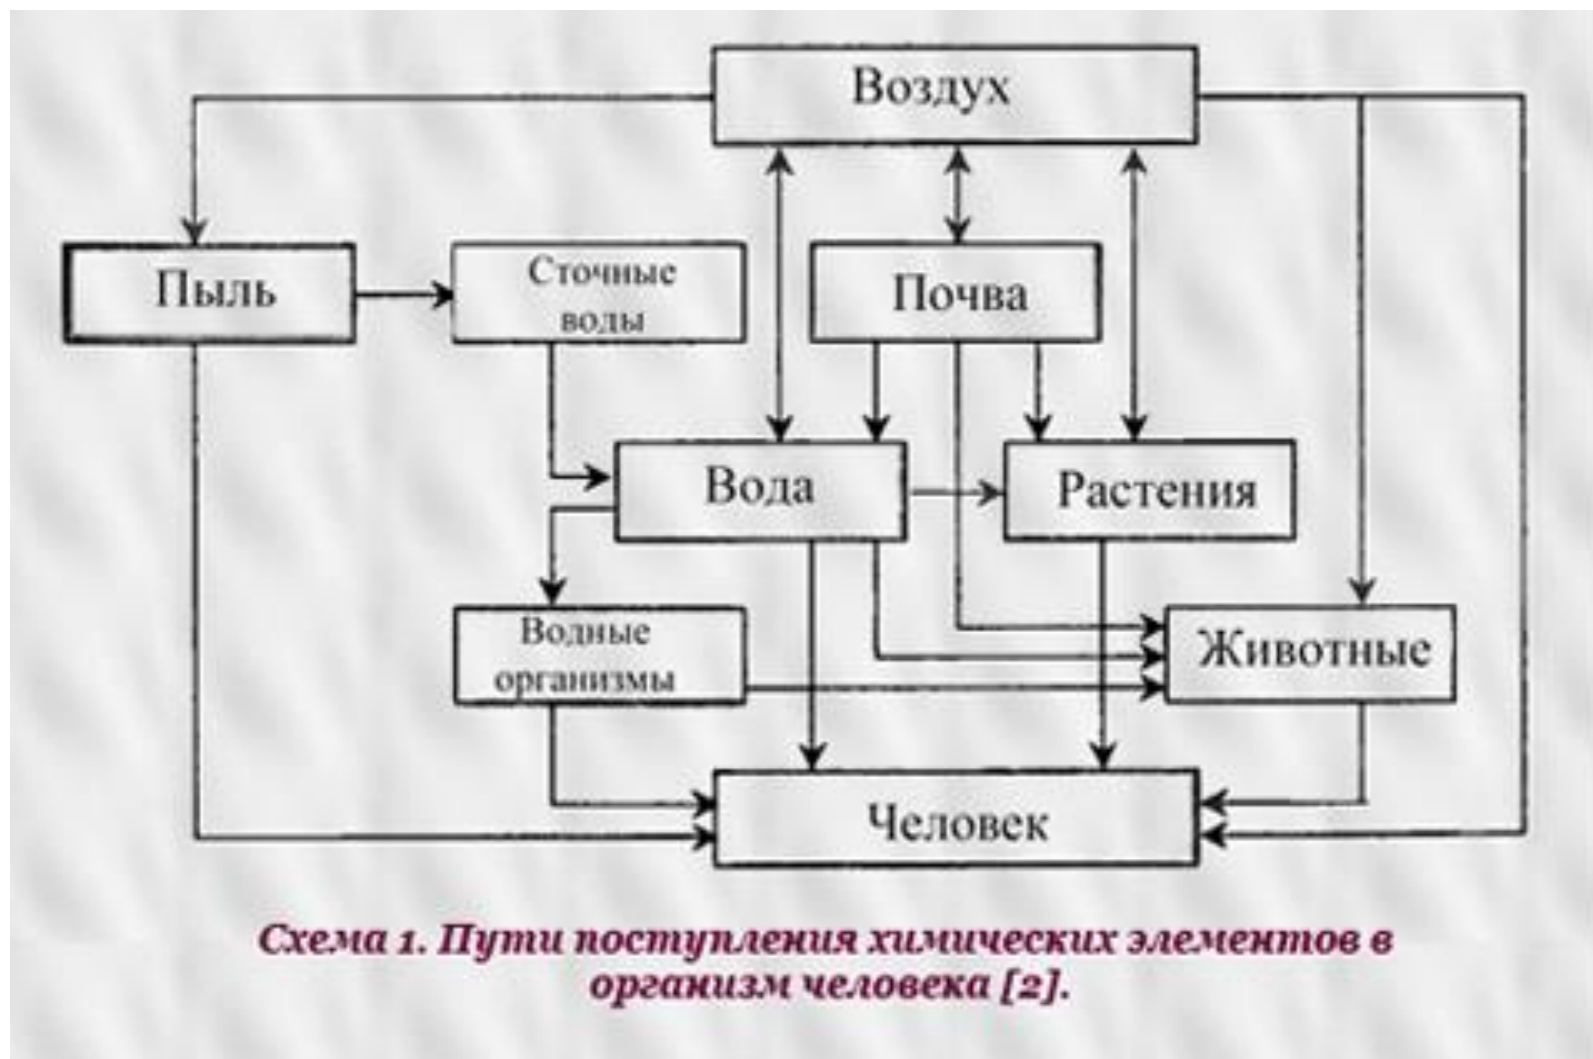 Воздух
Пыль
Сточные
воды
Почва
Вода
Растения
Водные
организмы
Животные
Человек
Схема 1. Пути поступления химических элементов в
организм человека [2].